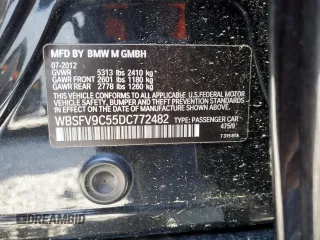 MFD BY BMW M GMBH
07-2012
GVWR 5313 lbs 2410 kg
GAWR FRONT 2601 lbs 1180 kg
GAWR REAR 2778 lbs 1260 kg
THIS VEHICLE CONFORMS TO ALL APPLICABLE
FEDERAL MOTOR VEHICLE SAFETY, BUMPER,
AND THEFT PREVENTION STANDARDS IN EFFECT
ON THE DATE OF MANUFACTURE SHOWN ABOVE.
WBSFV9C55DC772482 TYPE: PASSENGER CAR
475/9
DREAMBID